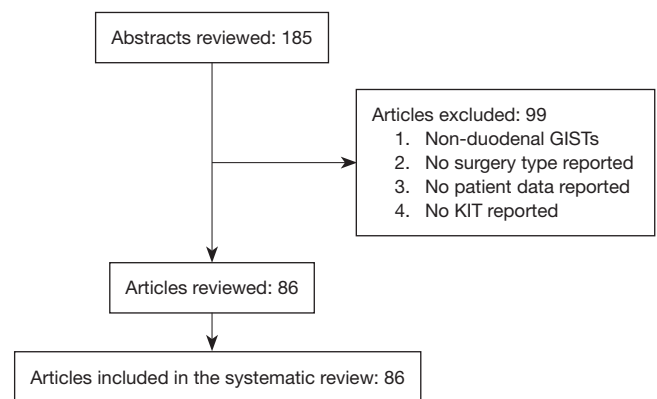 Abstracts reviewed: 185
Articles excluded: 99
1. Non-duodenal GISTs
2. No surgery type reported
3. No patient data reported
4. No KIT reported
Articles reviewed: 86
Articles included in the systematic review: 86